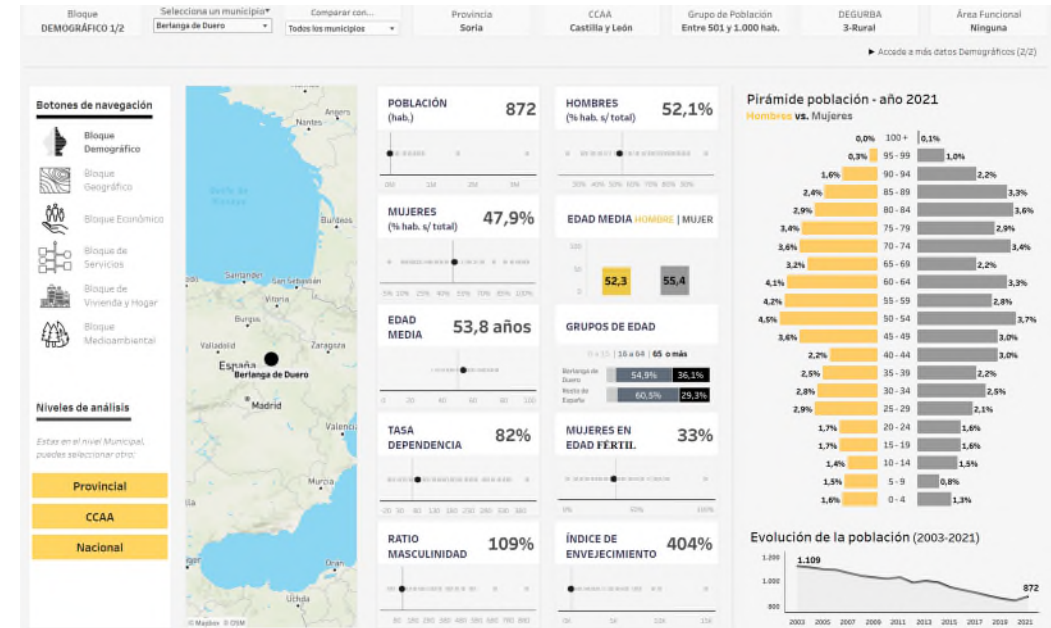 Bloque
DEMOGRÁFICO 1/2
Selecciona un municipio
Berlanga de Duero
Comparar con...
Todos los municipios
Provincia
Soria
CCAA
Castilla y León
Grupo de Población
Entre 501 y 1.000 hab.
DEGURBA
3-Rural
Área Funcional
Ninguna
▶ Accede a más datos Demográficos (2/2)
Botones de navegación
Bloque
Demográfico
Bloque
Geográfico
Bloque Económico
Bloque de
Servicios
Bloque de
Vivienda y Hogar
Bloque
Medioambiental
Niveles de análisis
Estas en el nivel Municipal,
puedes seleccionar otro:
Provincial
CCAA
Nacional
Nantes
Angers
Burdeos
Santander
San Sebastián
Vitoria
Burgos
Valladolid
Zaragoza
España
Berlanga de Duero
Madrid
Valencia
Murcia
Oran
Uchda
© Mapbox © OSM
POBLACIÓN
(hab.)
872
0M 1M 2M 3M
HOMBRES
(% hab. s/ total)
52,1%
MUJERES
(% hab. s/ total)
47,9%
EDAD MEDIA HOMBRE | MUJER
100
50
0
52,3
55,4
EDAD
MEDIA
53,8 años
0 20 40 60 80 100
GRUPOS DE EDAD
| 16 a 64 | 65 o más
Berlanga de
Duero
54,9% 36,1%
Resto de
España
60,5% 29,3%
TASA
DEPENDENCIA
82%
MUJERES EN
EDAD FÉRTIL
33%
RATIO
MASCULINIDAD
109%
ÍNDICE DE
ENVEJECIMIENTO
404%
Pirámide población - año 2021
Hombres vs. Mujeres
0,0% 100 + 0,1%
0,3% 95 - 99 1,0%
1,6% 90 - 94 2,2%
2,4% 85 - 89 3,3%
2,9% 80 - 84 3,6%
3,4% 75 - 79 2,9%
3,6% 70 - 74 3,4%
3,2% 65 - 69 2,2%
4,1% 60 - 64 3,3%
4,2% 55 - 59 2,8%
4,5% 50 - 54 3,7%
3,6% 45 - 49 3,0%
2,2% 40 - 44 3,0%
2,5% 35 - 39 2,2%
2,8% 30 - 34 2,5%
2,9% 25 - 29 2,1%
1,7% 20 - 24 1,6%
1,7% 15 - 19 1,6%
1,4% 10 - 14 1,5%
1,5% 5 - 9 0,8%
1,6% 0 - 4 1,3%
Evolución de la población (2003-2021)
1.200
1.000
800
1.109
872
2003 2005 2007 2009 2011 2013 2015 2017 2019 2021